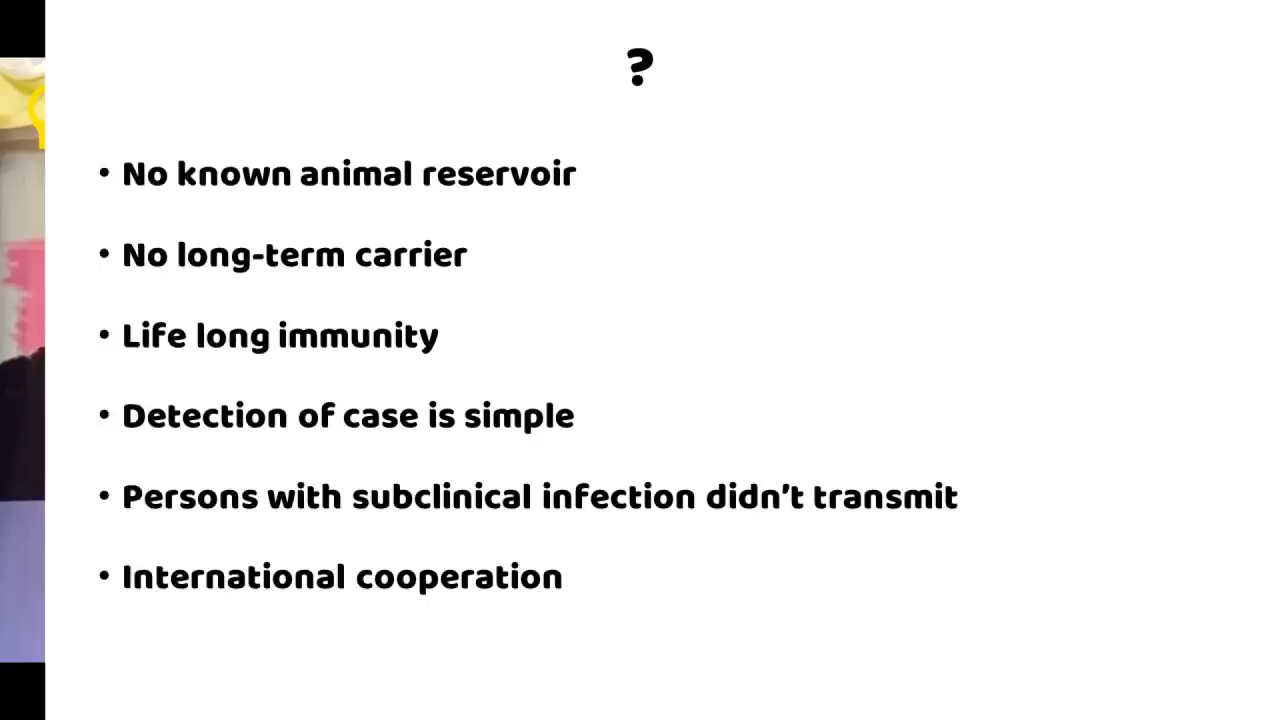 ?
• No known animal reservoir
• No long-term carrier
• Life long immunity
• Detection of case is simple
• Persons with subclinical infection didn’t transmit
• International cooperation